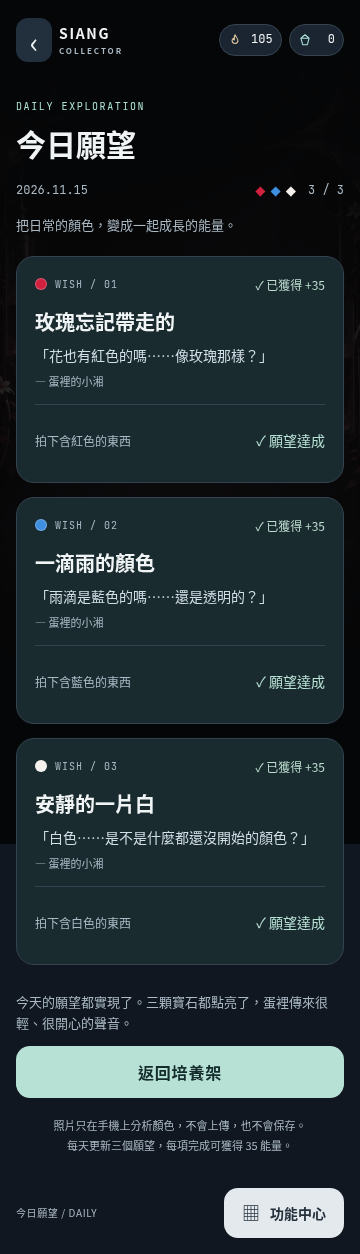 SIANG
COLLECTOR
105
0
DAILY EXPLORATION
今日願望
2026.11.15
3 / 3
把日常的顏色，變成一起成長的能量。
WISH / 01
✓已獲得 +35
玫瑰忘記帶走的
「花也有紅色的嗎⋯⋯像玫瑰那樣？」
— 蛋裡的小湘
拍下含紅色的東西
✓願望達成
WISH / 02
✓已獲得 +35
一滴雨的顏色
「雨滴是藍色的嗎⋯⋯還是透明的？」
— 蛋裡的小湘
拍下含藍色的東西
✓願望達成
WISH / 03
✓已獲得 +35
安靜的一片白
「白色⋯⋯是不是什麼都還沒開始的顏色？」
— 蛋裡的小湘
拍下含白色的東西
✓願望達成
今天的願望都實現了。三顆寶石都點亮了，蛋裡傳來很
輕、很開心的聲音。
返回培養架
照片只在手機上分析顏色，不會上傳，也不會保存。
每天更新三個願望，每項完成可獲得 35 能量。
今日願望 / DAILY
功能中心